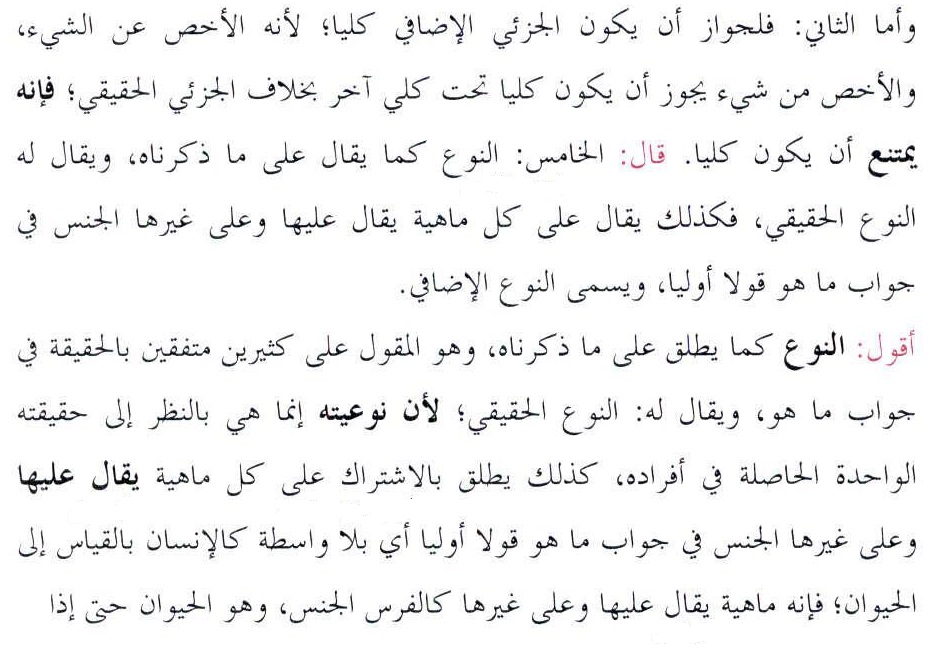 وأما الثاني: فلجواز أن يكون الجزئي الإضافي كليا؛ لأنه الأخص عن الشيء،
والأخص من شيء يجوز أن يكون كليا تحت كلي آخر بخلاف الجزئي الحقيقي؛ فإنه
يمتنع أن يكون كليا. قال: الخامس: النوع كما يقال على ما ذكرناه، ويقال له
النوع الحقيقي، فكذلك يقال على كل ماهية يقال عليها وعلى غيرها الجنس في
جواب ما هو قولا أوليا، ويسمى النوع الإضافي.
أقول: النوع كما يطلق على ما ذكرناه، وهو المقول على كثيرين متفقين بالحقيقة في
جواب ما هو، ويقال له: النوع الحقيقي؛ لأن نوعيته إنما هي بالنظر إلى حقيقته
الواحدة الحاصلة في أفراده، كذلك يطلق بالاشتراك على كل ماهية يقال عليها
وعلى غيرها الجنس في جواب ما هو قولا أوليا أي بلا واسطة كالإنسان بالقياس إلى
الحيوان؛ فإنه ماهية يقال عليها وعلى غيرها كالفرس الجنس، وهو الحيوان حتى إذا